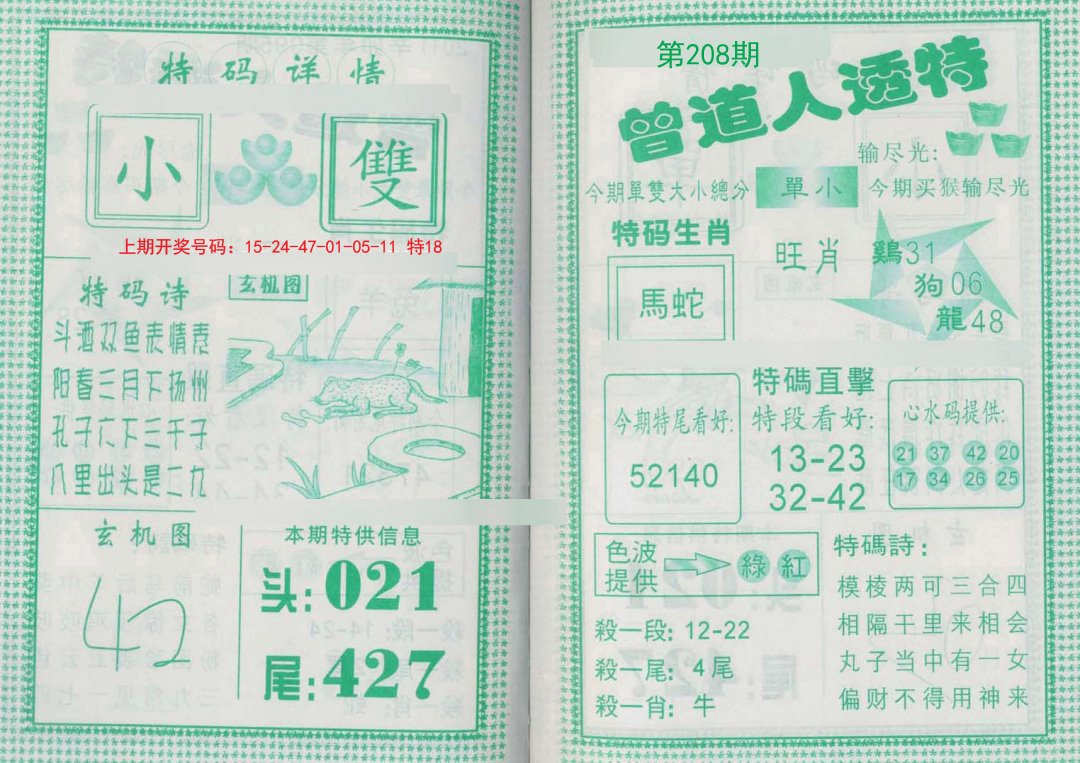 特码详情
小
雙
上期开奖号码：15-24-47-01-05-11 特18
特码诗
斗酒双鱼表情素
阳春三月下扬州
孔子六下三千子
八里出头是二九
玄机图
玄机图
本期特供信息
头:021
尾:427
第208期
曾道人透特
输尽光:
今期單雙大小總分
單小
今期买猴输尽光
特码生肖
馬蛇
旺肖
鷄31
狗06
龍48
特碼直擊
今期特尾看好:
52140
特段看好:
13-23
32-42
心水码提供:
21 37 42 20
17 34 26 25
色波
提供
綠 紅
殺一段: 12-22
殺一尾: 4尾
殺一肖: 牛
特碼詩:
模棱两可三合四
相隔千里来相会
丸子当中有一女
偏财不得用神来